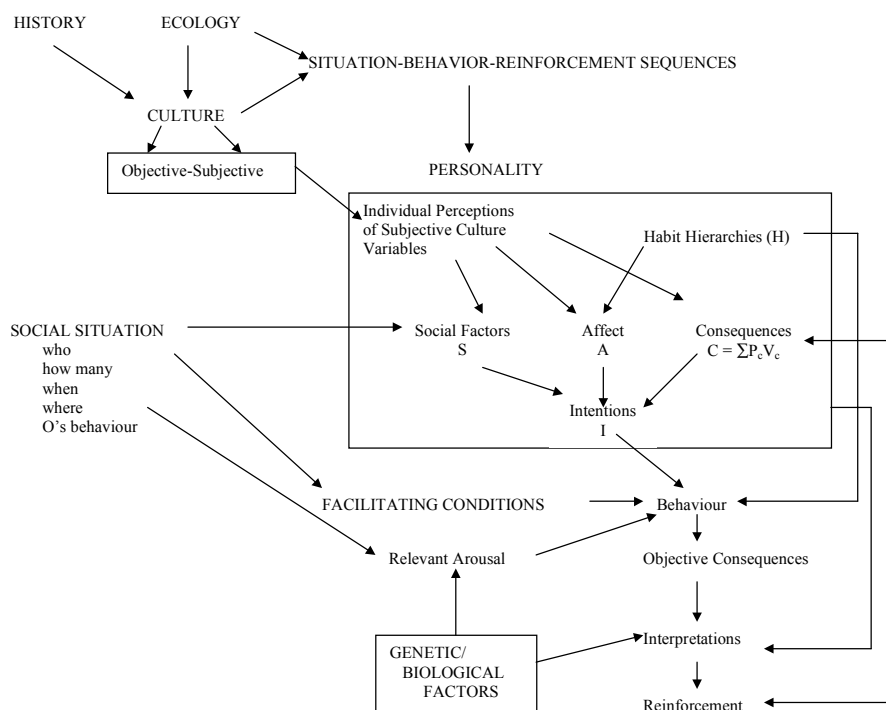 HISTORY
ECOLOGY
SITUATION-BEHAVIOR-REINFORCEMENT SEQUENCES
CULTURE
Objective-Subjective
PERSONALITY
Individual Perceptions
of Subjective Culture
Variables
Habit Hierarchies (H)
SOCIAL SITUATION
who
how many
when
where
O's behaviour
Social Factors
S
Affect
A
Consequences
C = ∑PcVc
Intentions
I
FACILITATING CONDITIONS
Behaviour
Relevant Arousal
Objective Consequences
GENETIC/
BIOLOGICAL
FACTORS
Interpretations
Reinforcement